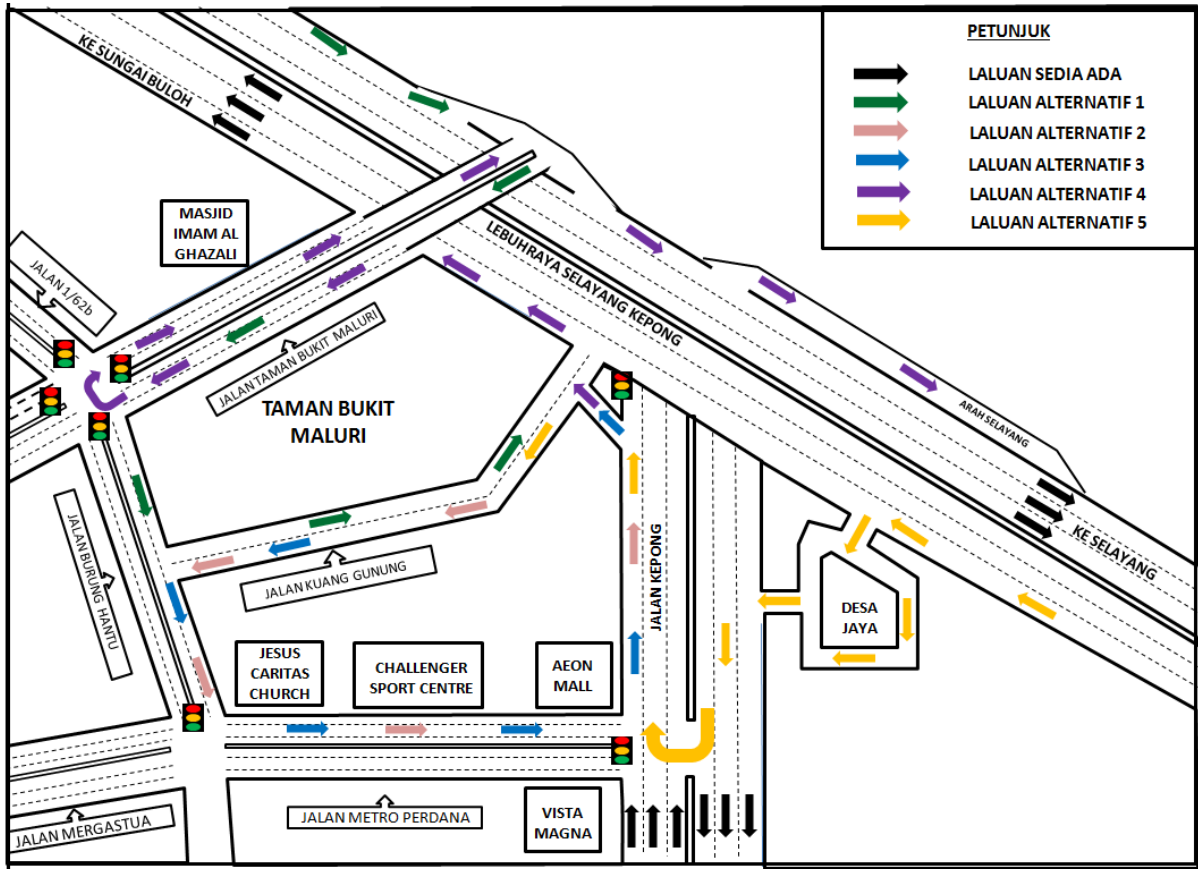 PETUNJUK
LALUAN SEDIA ADA
LALUAN ALTERNATIF 1
LALUAN ALTERNATIF 2
LALUAN ALTERNATIF 3
LALUAN ALTERNATIF 4
LALUAN ALTERNATIF 5
KE SUNGAI BULOH
MASJID
IMAM AL
GHAZALI
JALAN 1/62b
LEBUHRAYA SELAYANG KEPONG
JALAN TAMAN BUKIT MALURI
TAMAN BUKIT
MALURI
ARAH SELAYANG
KE SELAYANG
JALAN BURUNG HANTU
JALAN KUANG GUNUNG
JALAN KEPONG
DESA
JAYA
JESUS
CARITAS
CHURCH
CHALLENGER
SPORT CENTRE
AEON
MALL
JALAN MERGASTUA
JALAN METRO PERDANA
VISTA
MAGNA